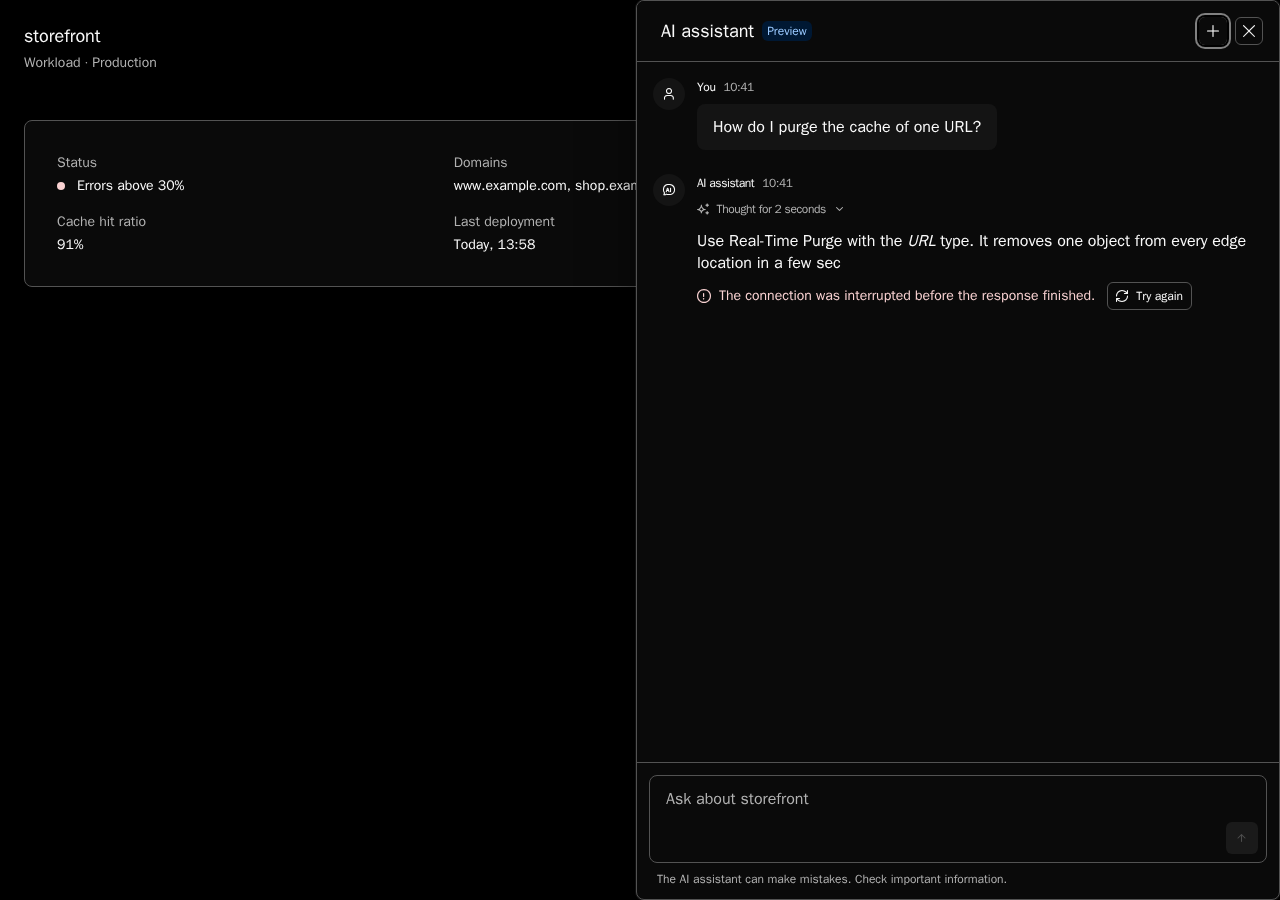 storefront
Workload · Production
Status
Errors above 30%
Domains
www.example.com, shop.exam
Cache hit ratio
91%
Last deployment
Today, 13:58
AI assistant
Preview
You 10:41
How do I purge the cache of one URL?
AI
AI assistant 10:41
Thought for 2 seconds
Use Real-Time Purge with the URL type. It removes one object from every edge
location in a few sec
The connection was interrupted before the response finished.
Try again
Ask about storefront
The AI assistant can make mistakes. Check important information.